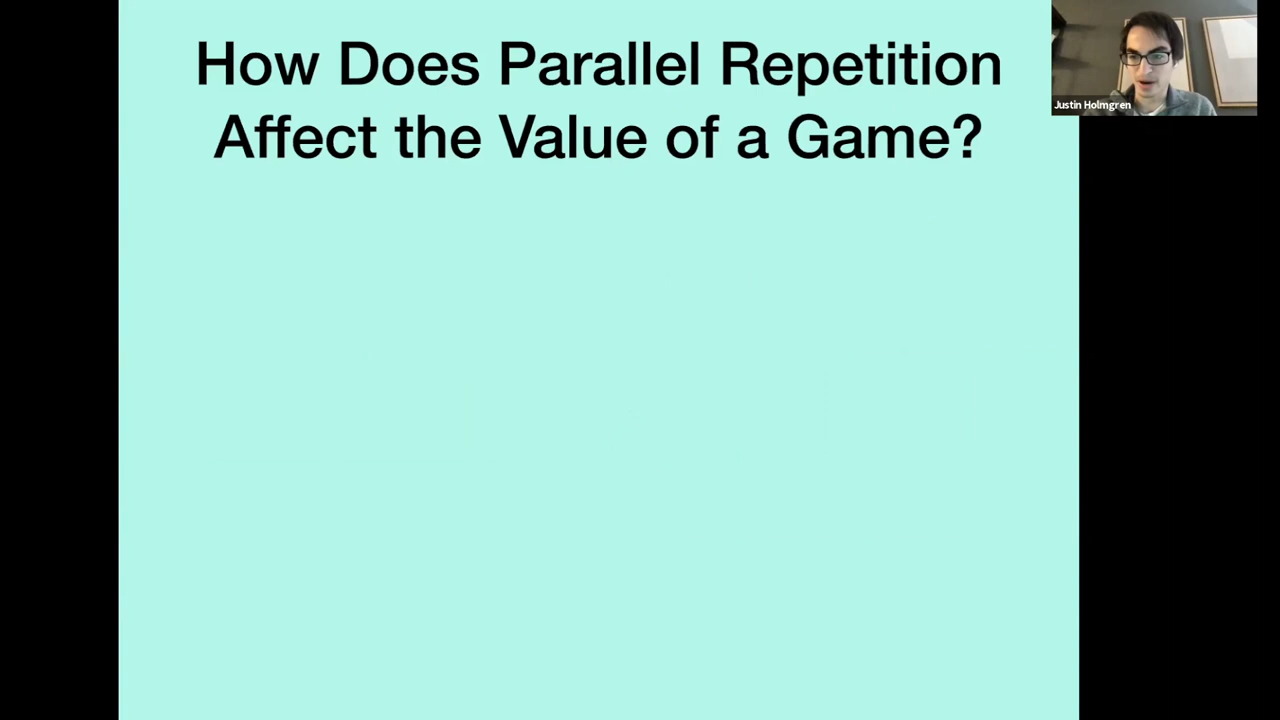 How Does Parallel Repetition
Affect the Value of a Game?
Justin Holmgren